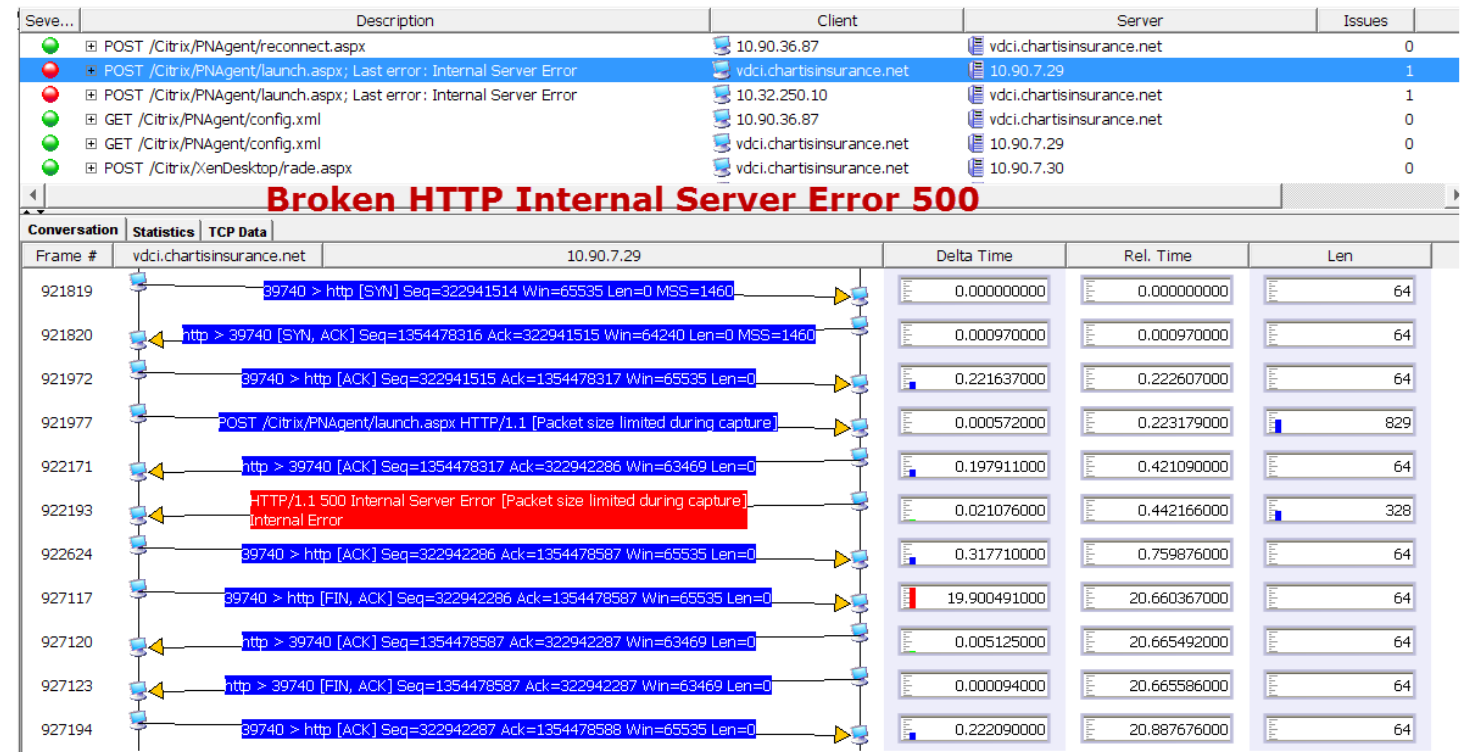 Seve... Description Client Server Issues
POST /Citrix/PNAgent/reconnect.aspx 10.90.36.87 vdci.chartisinsurance.net 0
POST /Citrix/PNAgent/launch.aspx; Last error: Internal Server Error vdci.chartisinsurance.net 10.90.7.29 1
POST /Citrix/PNAgent/launch.aspx; Last error: Internal Server Error 10.32.250.10 vdci.chartisinsurance.net 1
GET /Citrix/PNAgent/config.xml 10.90.36.87 vdci.chartisinsurance.net 0
GET /Citrix/PNAgent/config.xml vdci.chartisinsurance.net 10.90.7.29 0
POST /Citrix/XenDesktop/rade.aspx vdci.chartisinsurance.net 10.90.7.30 0
Broken HTTP Internal Server Error 500
Conversation Statistics TCP Data
Frame # vdci.chartisinsurance.net 10.90.7.29 Delta Time Rel. Time Len
921819 39740 > http [SYN] Seq=322941514 Win=65535 Len=0 MSS=1460 0.000000000 0.000000000 64
921820 http > 39740 [SYN, ACK] Seq=1354478316 Ack=322941515 Win=64240 Len=0 MSS=1460 0.000970000 0.000970000 64
921972 39740 > http [ACK] Seq=322941515 Ack=1354478317 Win=65535 Len=0 0.221637000 0.222607000 64
921977 POST /Citrix/PNAgent/launch.aspx HTTP/1.1 [Packet size limited during capture] 0.000572000 0.223179000 829
922171 http > 39740 [ACK] Seq=1354478317 Ack=322942286 Win=63469 Len=0 0.197911000 0.421090000 64
922193 HTTP/1.1 500 Internal Server Error [Packet size limited during capture] 0.021076000 0.442166000 328
Internal Error
922624 39740 > http [ACK] Seq=322942286 Ack=1354478587 Win=65535 Len=0 0.317710000 0.759876000 64
927117 39740 > http [FIN, ACK] Seq=322942286 Ack=1354478587 Win=65535 Len=0 19.900491000 20.660367000 64
927120 http > 39740 [ACK] Seq=1354478587 Ack=322942287 Win=63469 Len=0 0.005125000 20.665492000 64
927123 http > 39740 [FIN, ACK] Seq=1354478587 Ack=322942287 Win=63469 Len=0 0.000094000 20.665586000 64
927194 39740 > http [ACK] Seq=322942287 Ack=1354478588 Win=65535 Len=0 0.222090000 20.887676000 64